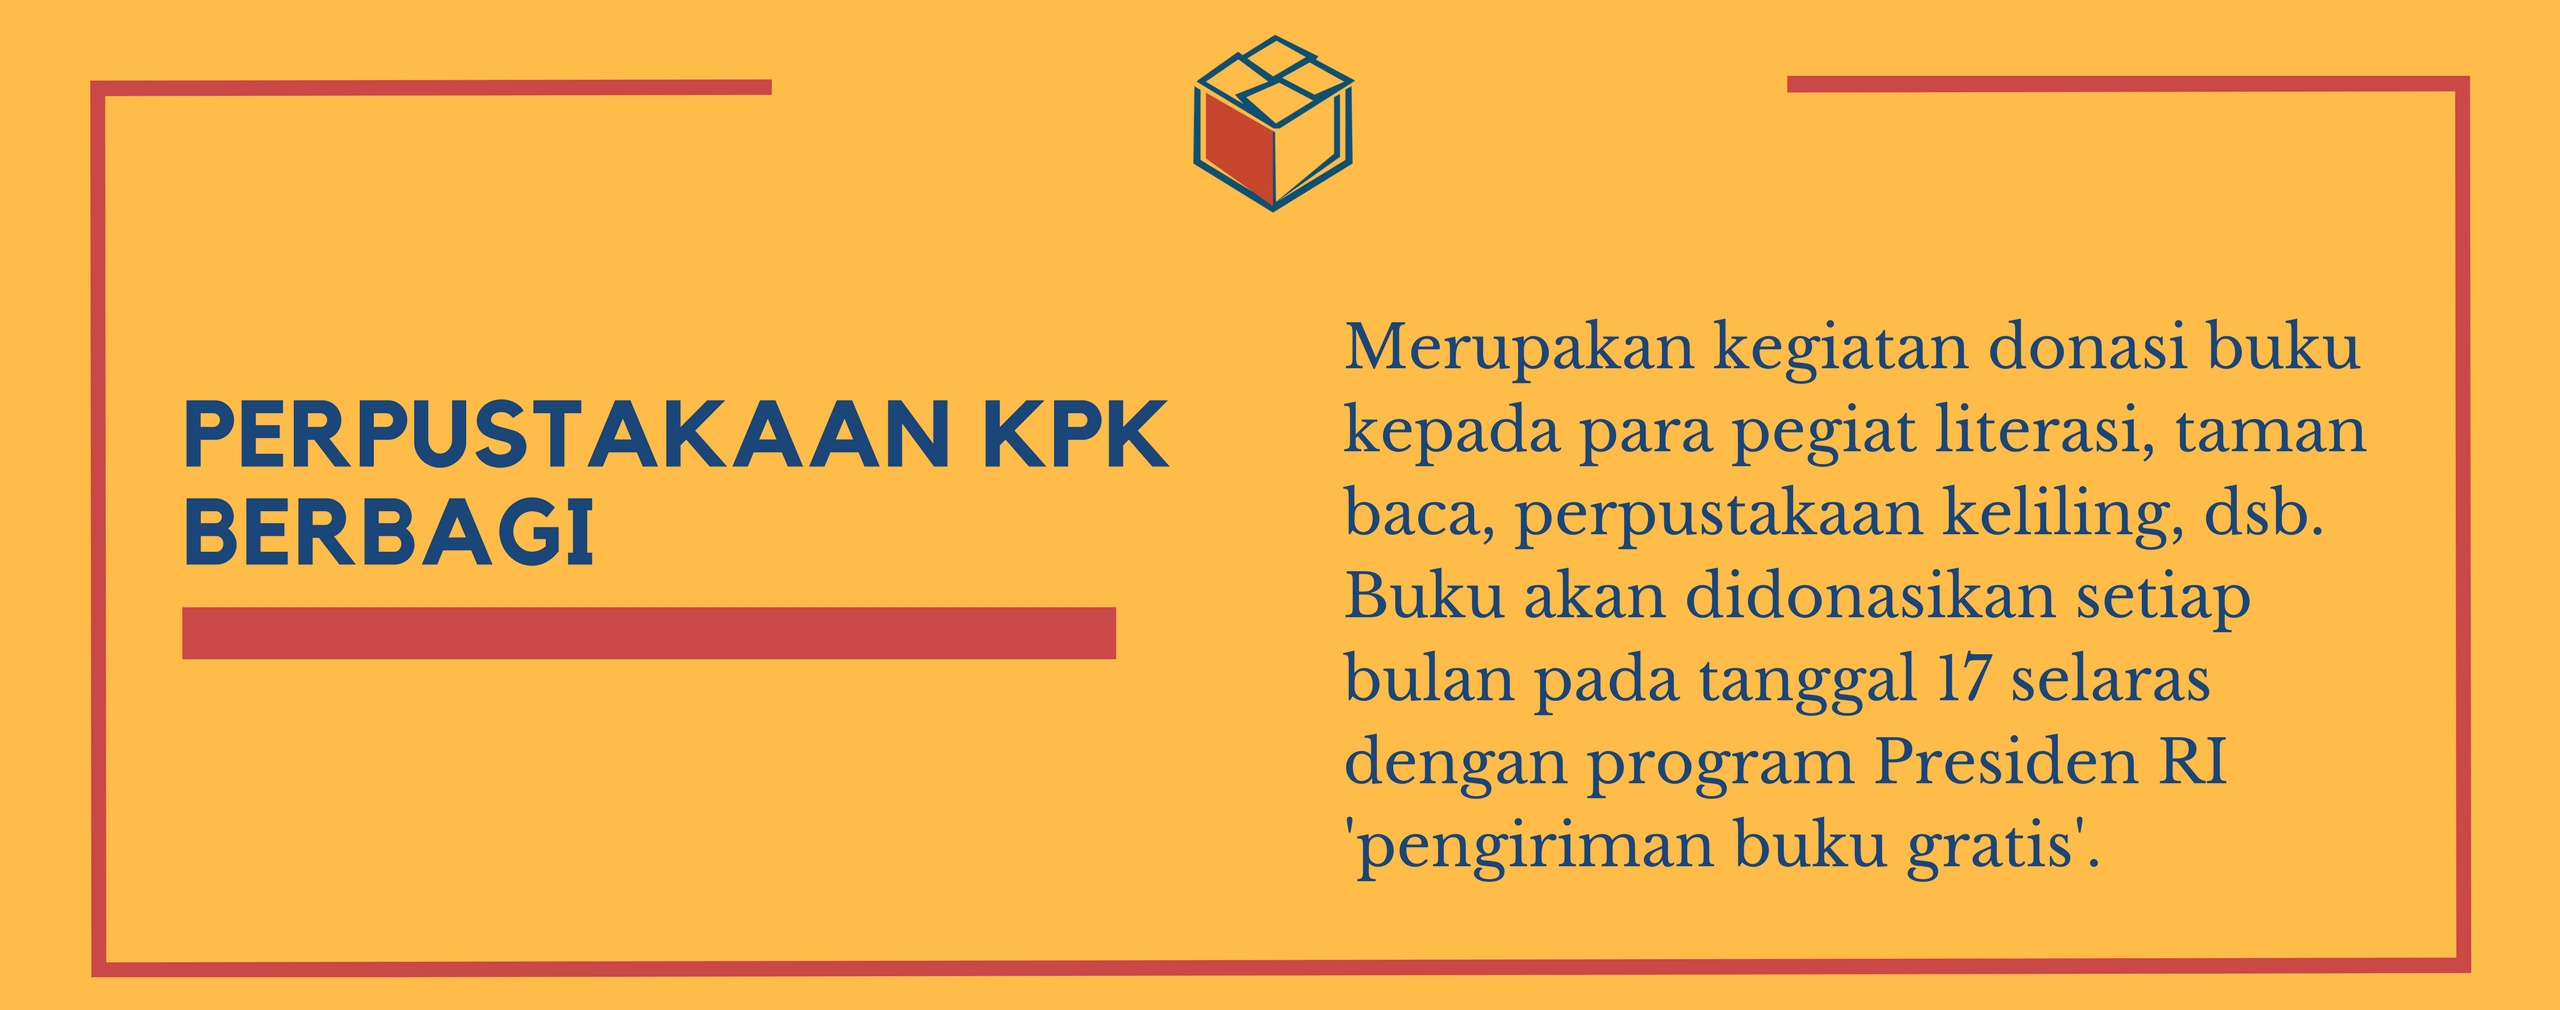 PERPUSTAKAAN KPK
BERBAGI
Merupakan kegiatan donasi buku
kepada para pegiat literasi, taman
baca, perpustakaan keliling, dsb.
Buku akan didonasikan setiap
bulan pada tanggal 17 selaras
dengan program Presiden RI
'pengiriman buku gratis'.